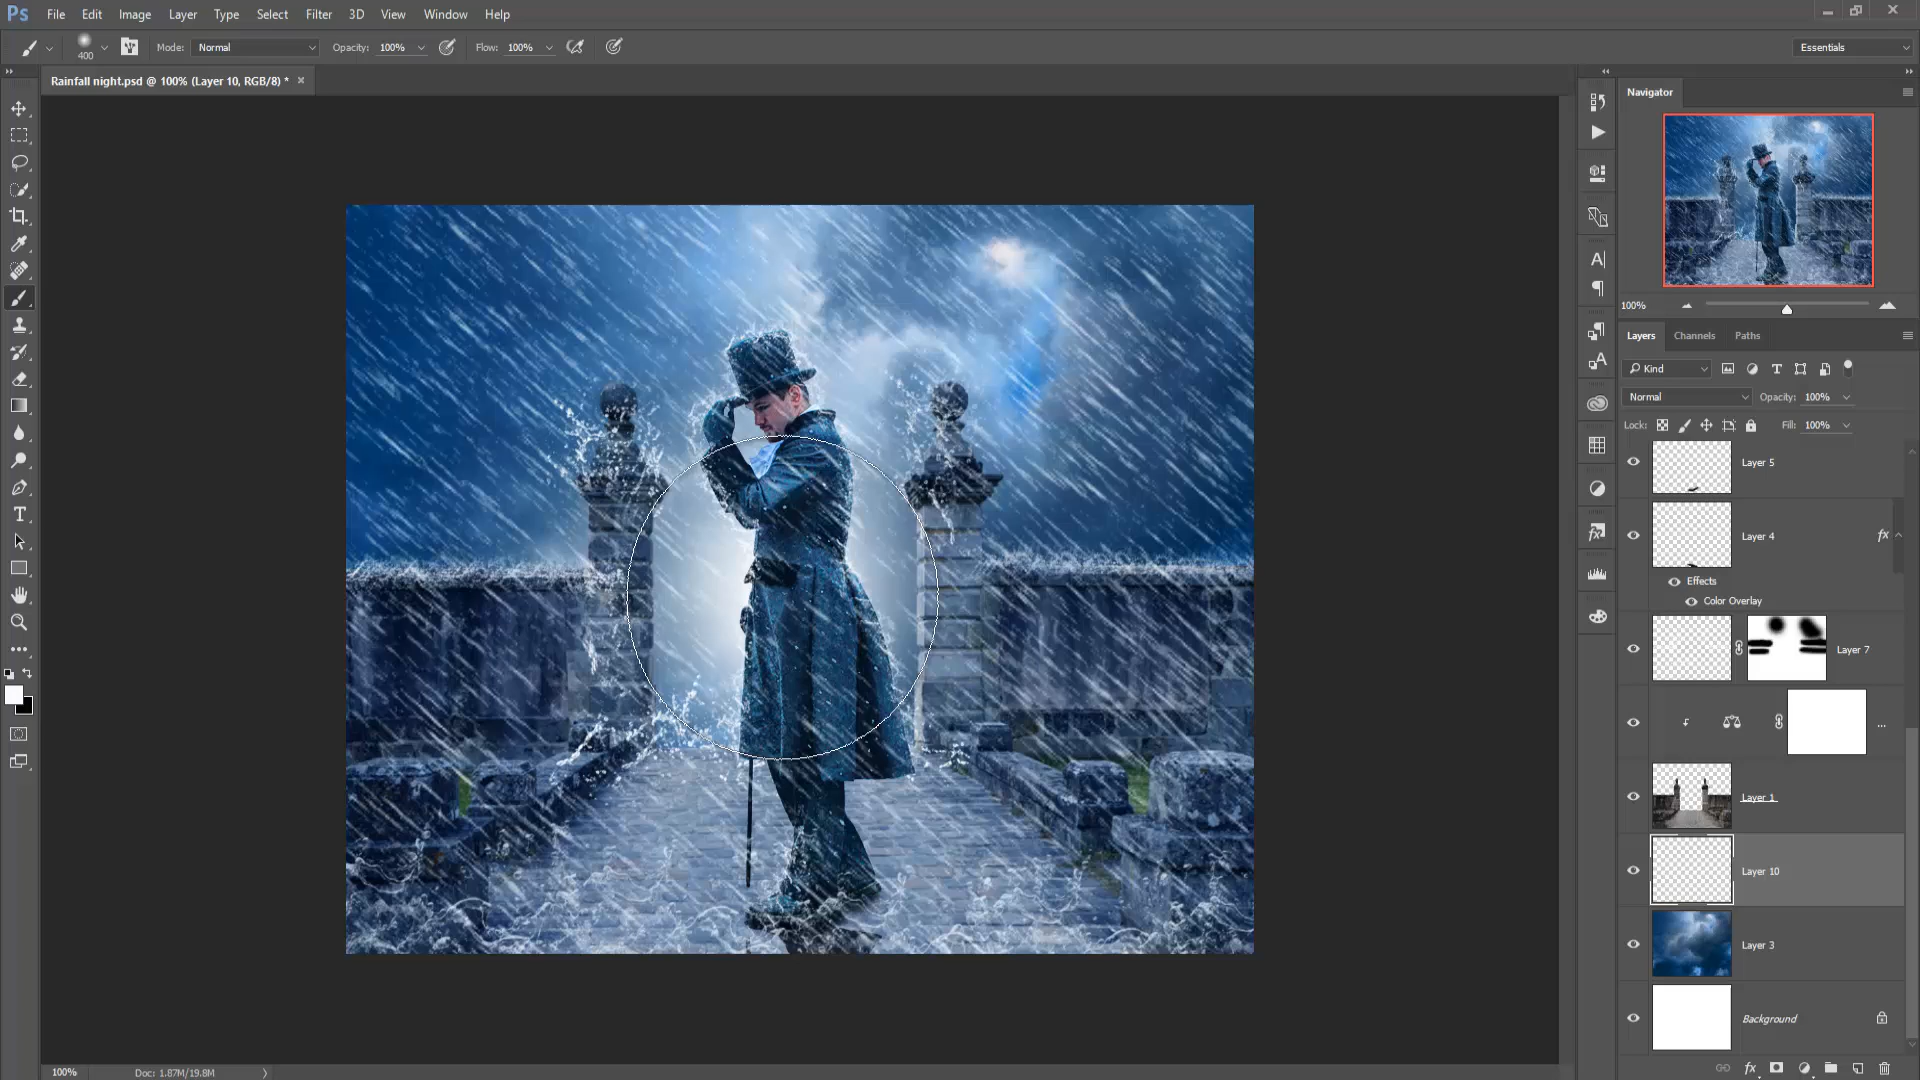 Ps File Edit Image Layer Type Select Filter 3D View Window Help
400 Mode: Normal Opacity: 100% Flow: 100% Essentials
Rainfall night.psd @ 100% (Layer 10, RGB/8) * ×
Navigator
100%
Layers Channels Paths
Kind
Normal Opacity: 100%
Lock: Fill: 100%
Layer 5
Layer 4 fx
Effects
Color Overlay
Layer 7
...
Layer 1
Layer 10
Layer 3
Background
100% Doc: 1.87M/19.8M